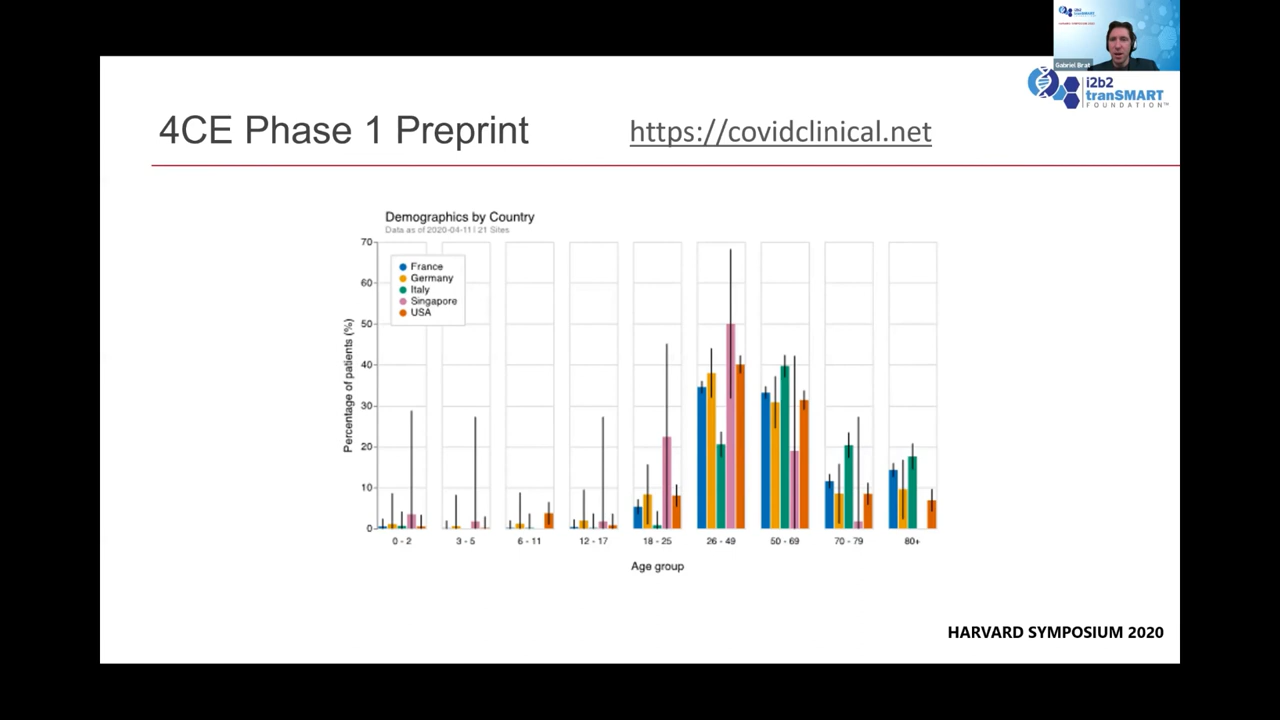 Gabriel Brat
i2b2
tranSMART
FOUNDATION™
4CE Phase 1 Preprint
https://covidclinical.net
Demographics by Country
Data as of 2020-04-11 | 21 Sites
France
Germany
Italy
Singapore
USA
Percentage of patients (%)
70
60
50
40
30
20
10
0
0 - 2
3 - 5
6 - 11
12 - 17
18 - 25
26 - 49
50 - 69
70 - 79
80+
Age group
HARVARD SYMPOSIUM 2020